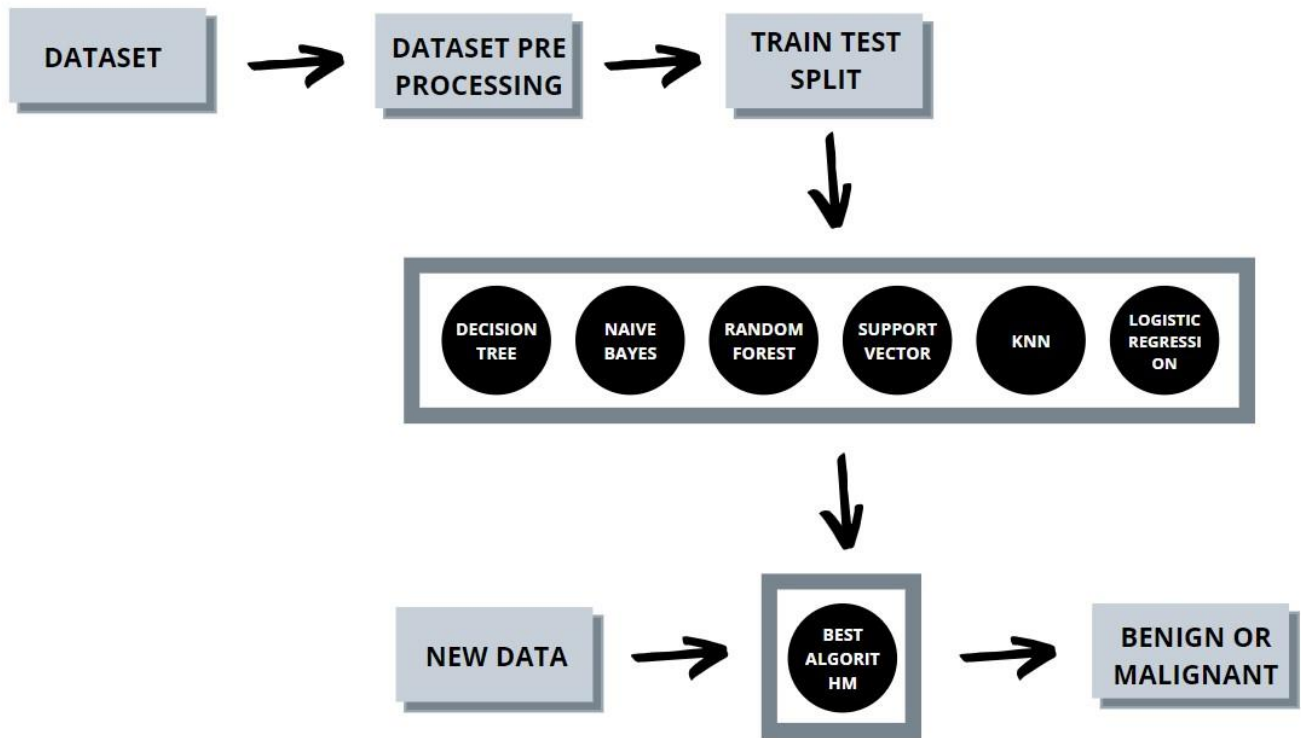 DATASET
DATASET PRE
PROCESSING
TRAIN TEST
SPLIT
DECISION
TREE
NAIVE
BAYES
RANDOM
FOREST
SUPPORT
VECTOR
KNN
LOGISTIC
REGRESSI
ON
NEW DATA
BEST
ALGORIT
HM
BENIGN OR
MALIGNANT